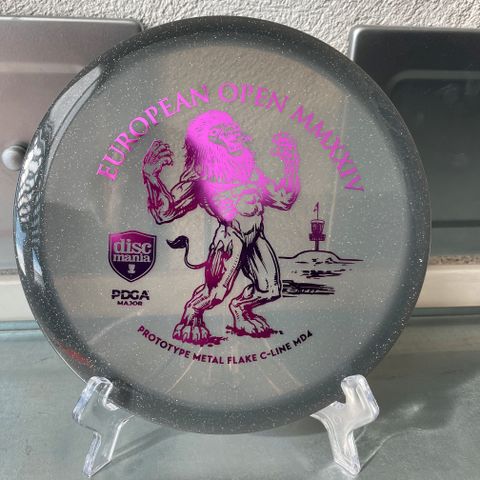 EUROPEAN OPEN MMXXIV
disc
mania
PDGA
MAJOR
PROTOTYPE METAL FLAKE C-LINE MD4